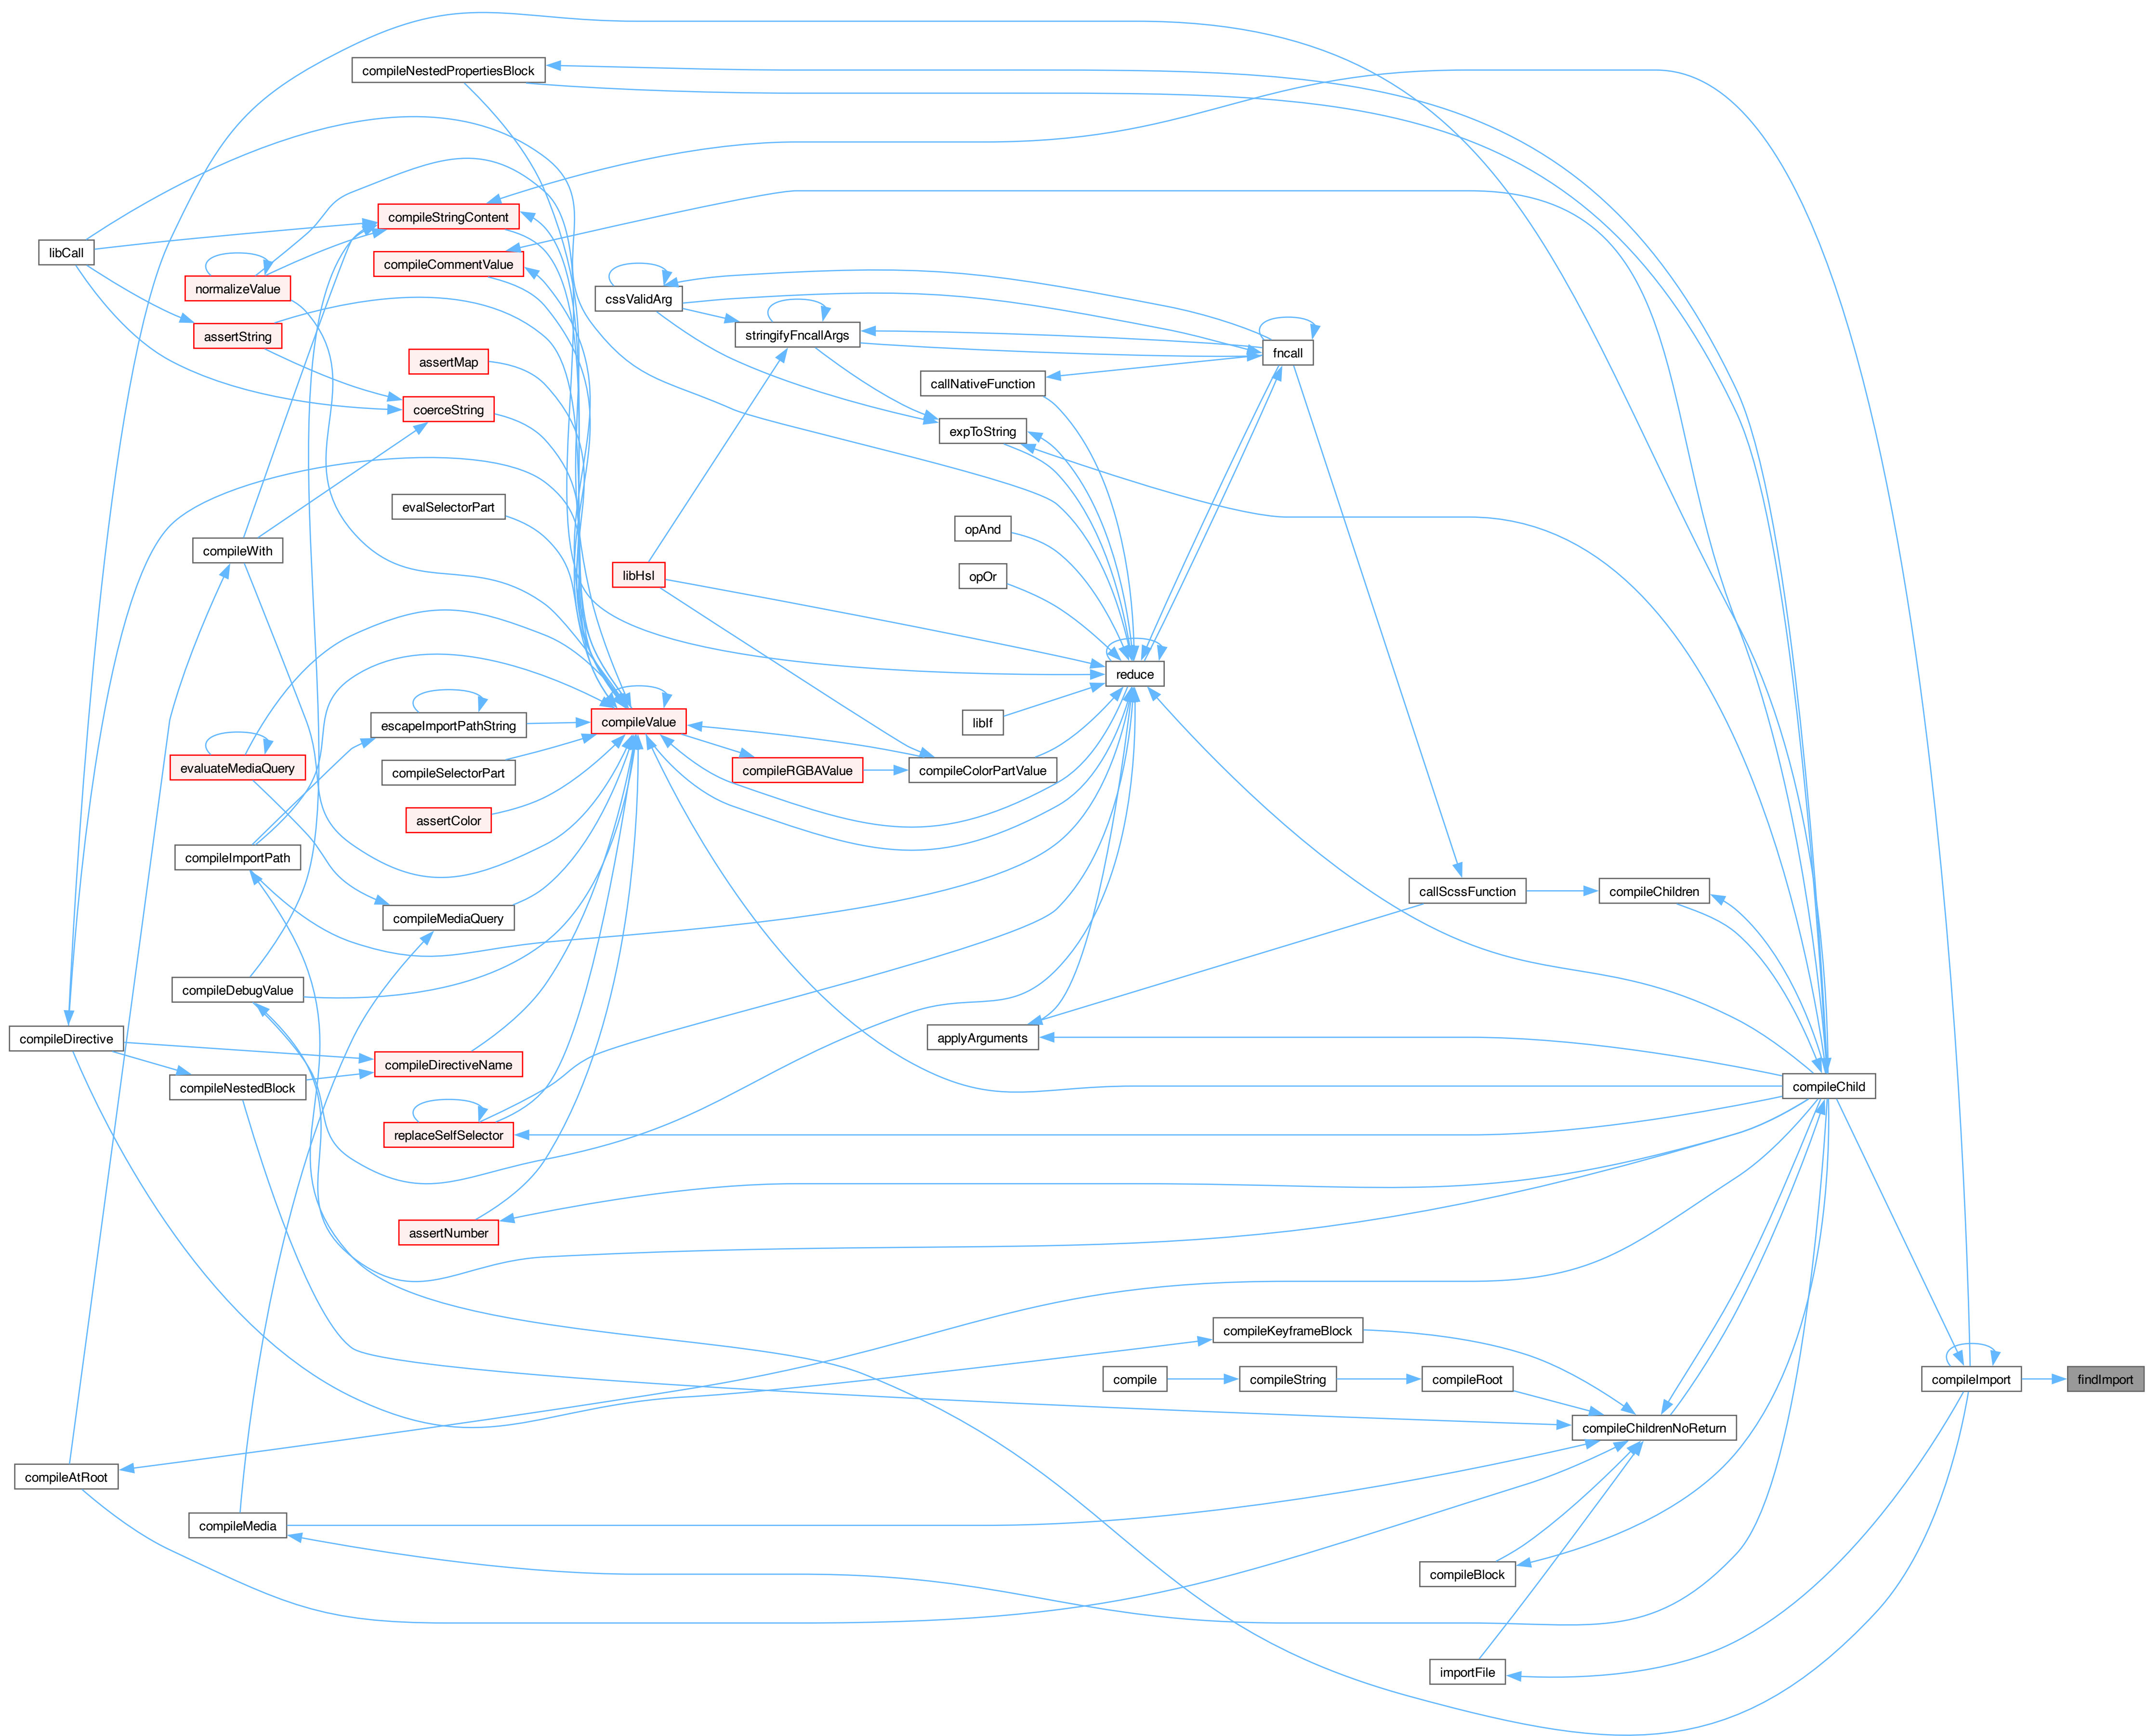 compileNestedPropertiesBlock
compileStringContent
libCall
compileCommentValue
normalizeValue
cssValidArg
assertString
stringifyFncallArgs
fncall
assertMap
callNativeFunction
coerceString
expToString
evalSelectorPart
opAnd
compileWith
libHsl
opOr
reduce
escapeImportPathString
compileValue
libIf
evaluateMediaQuery
compileSelectorPart
compileRGBAValue
compileColorPartValue
assertColor
compileImportPath
callScssFunction
compileChildren
compileMediaQuery
compileDebugValue
compileDirective
applyArguments
compileDirectiveName
compileNestedBlock
compileChild
replaceSelfSelector
assertNumber
compileKeyframeBlock
compile
compileString
compileRoot
compileImport
findImport
compileChildrenNoReturn
compileAtRoot
compileMedia
compileBlock
importFile